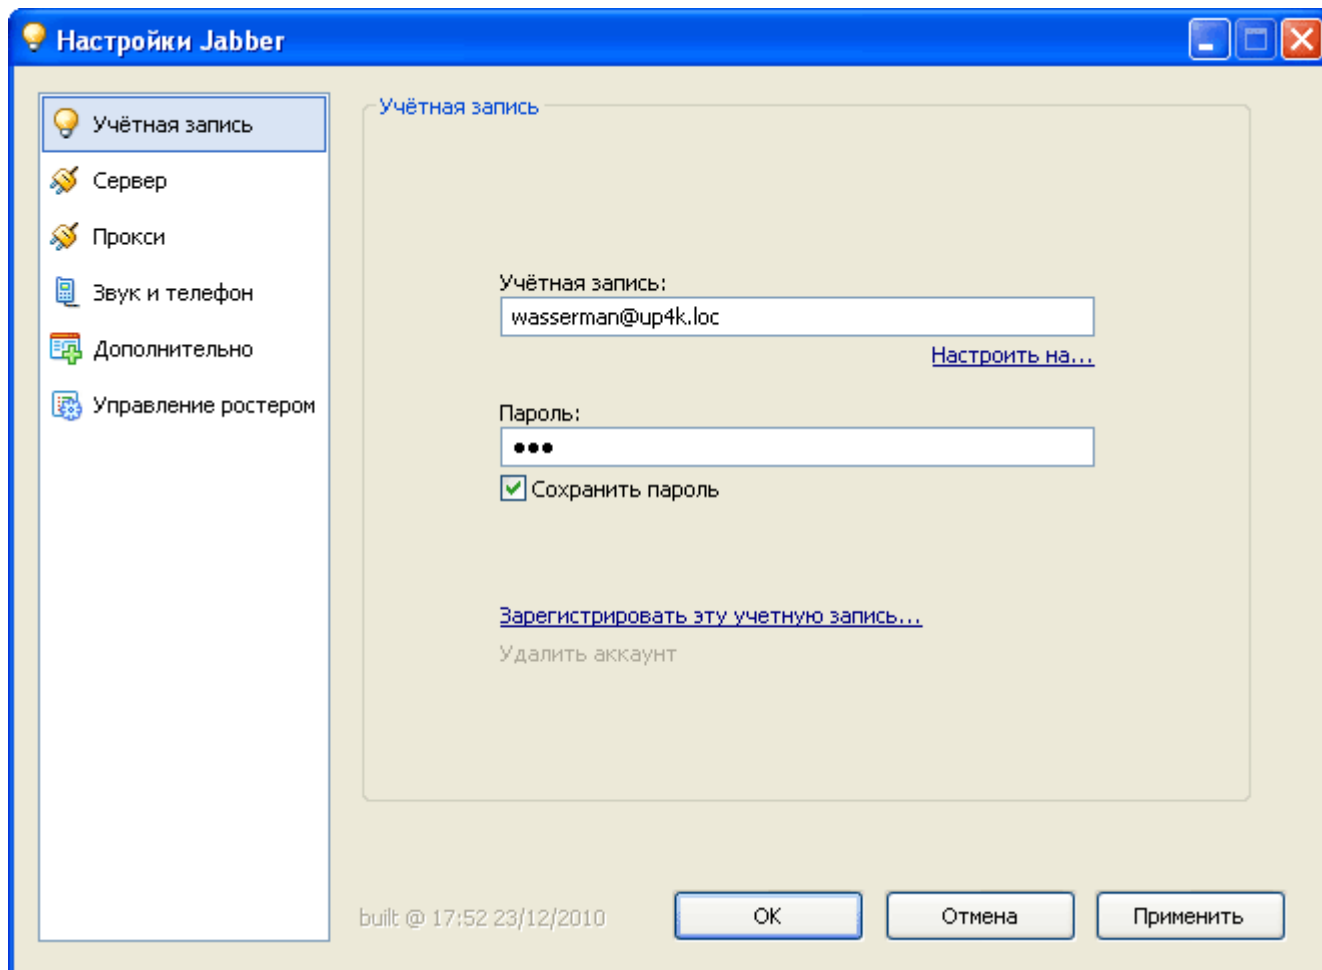 Настройки Jabber
Учётная запись
Сервер
Прокси
Звук и телефон
Дополнительно
Управление ростером
Учётная запись
Учётная запись:
wasserman@up4k.loc
Настроить на...
Пароль:
•••
Сохранить пароль
Зарегистрировать эту учетную запись...
Удалить аккаунт
built @ 17:52 23/12/2010
OK
Отмена
Применить